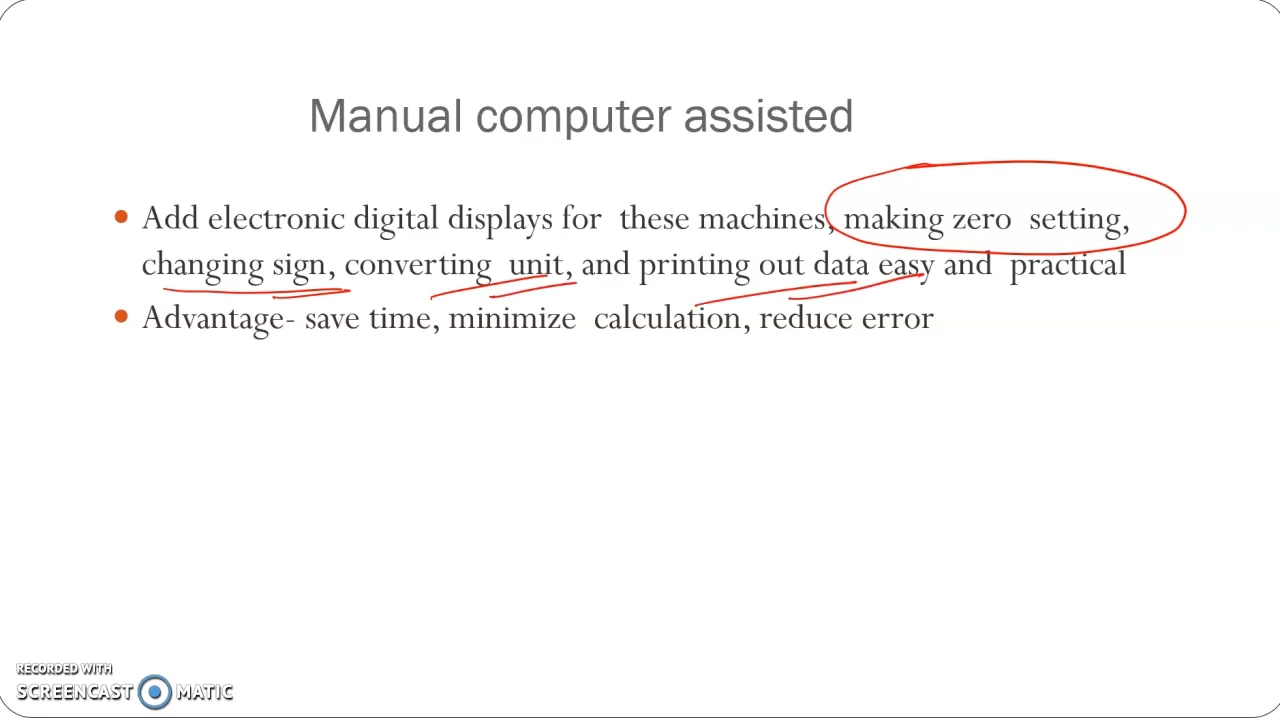 Manual computer assisted
Add electronic digital displays for these machines, making zero setting,
changing sign, converting unit, and printing out data easy and practical
Advantage- save time, minimize calculation, reduce error
RECORDED WITH
SCREENCAST MATIC